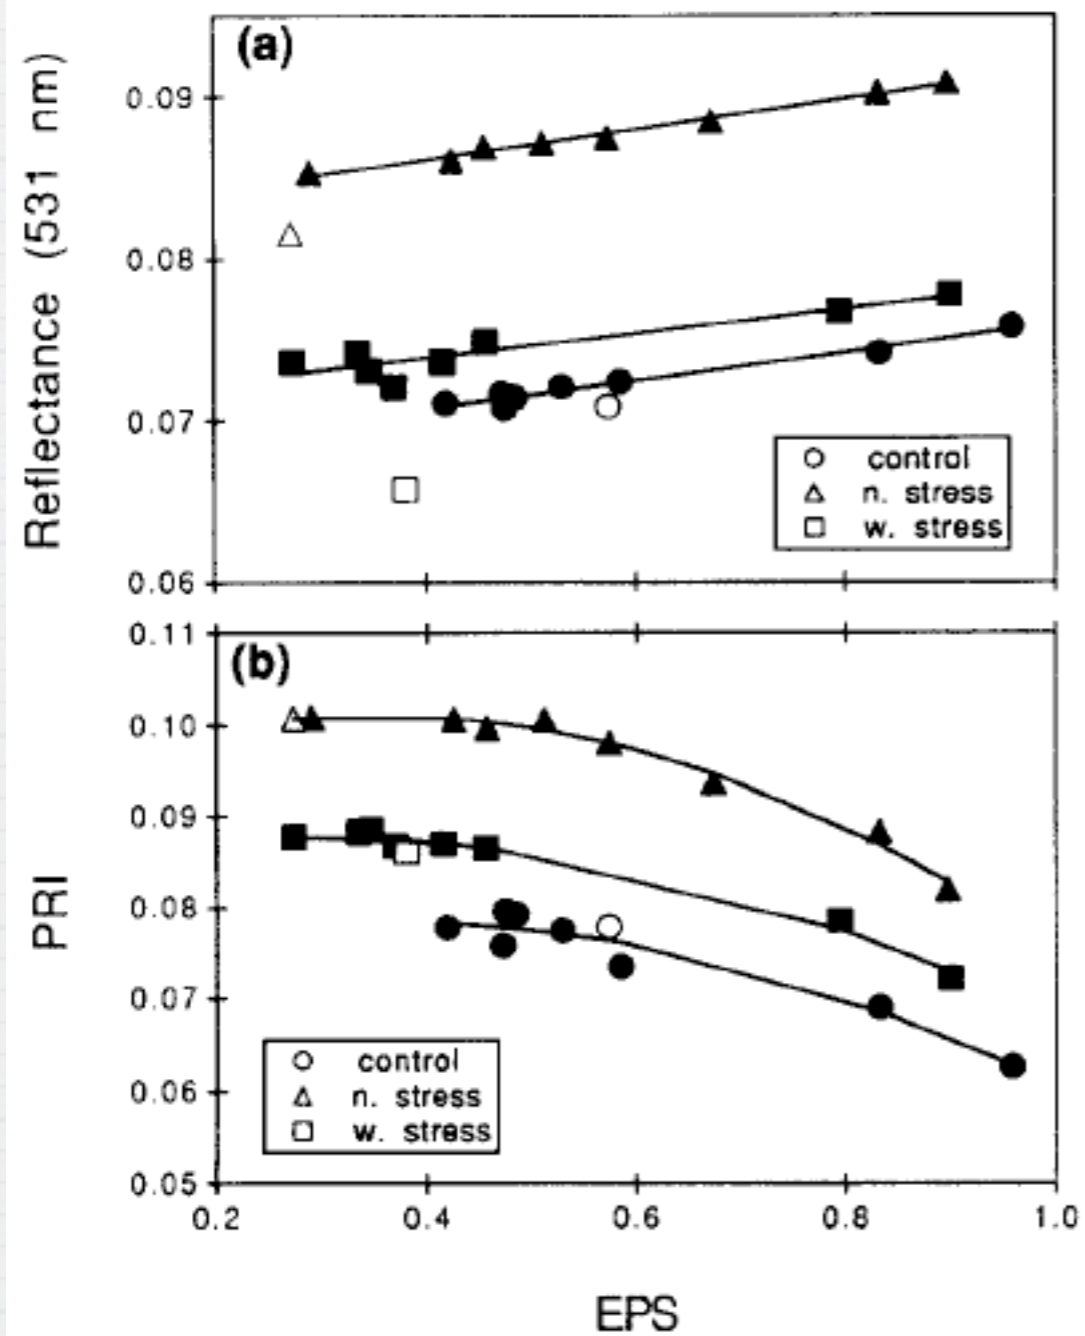 (a)
Reflectance (531 nm)
0.09
0.08
0.07
0.06
control
n. stress
w. stress
(b)
PRI
0.11
0.10
0.09
0.08
0.07
0.06
0.05
control
n. stress
w. stress
0.2 0.4 0.6 0.8 1.0
EPS